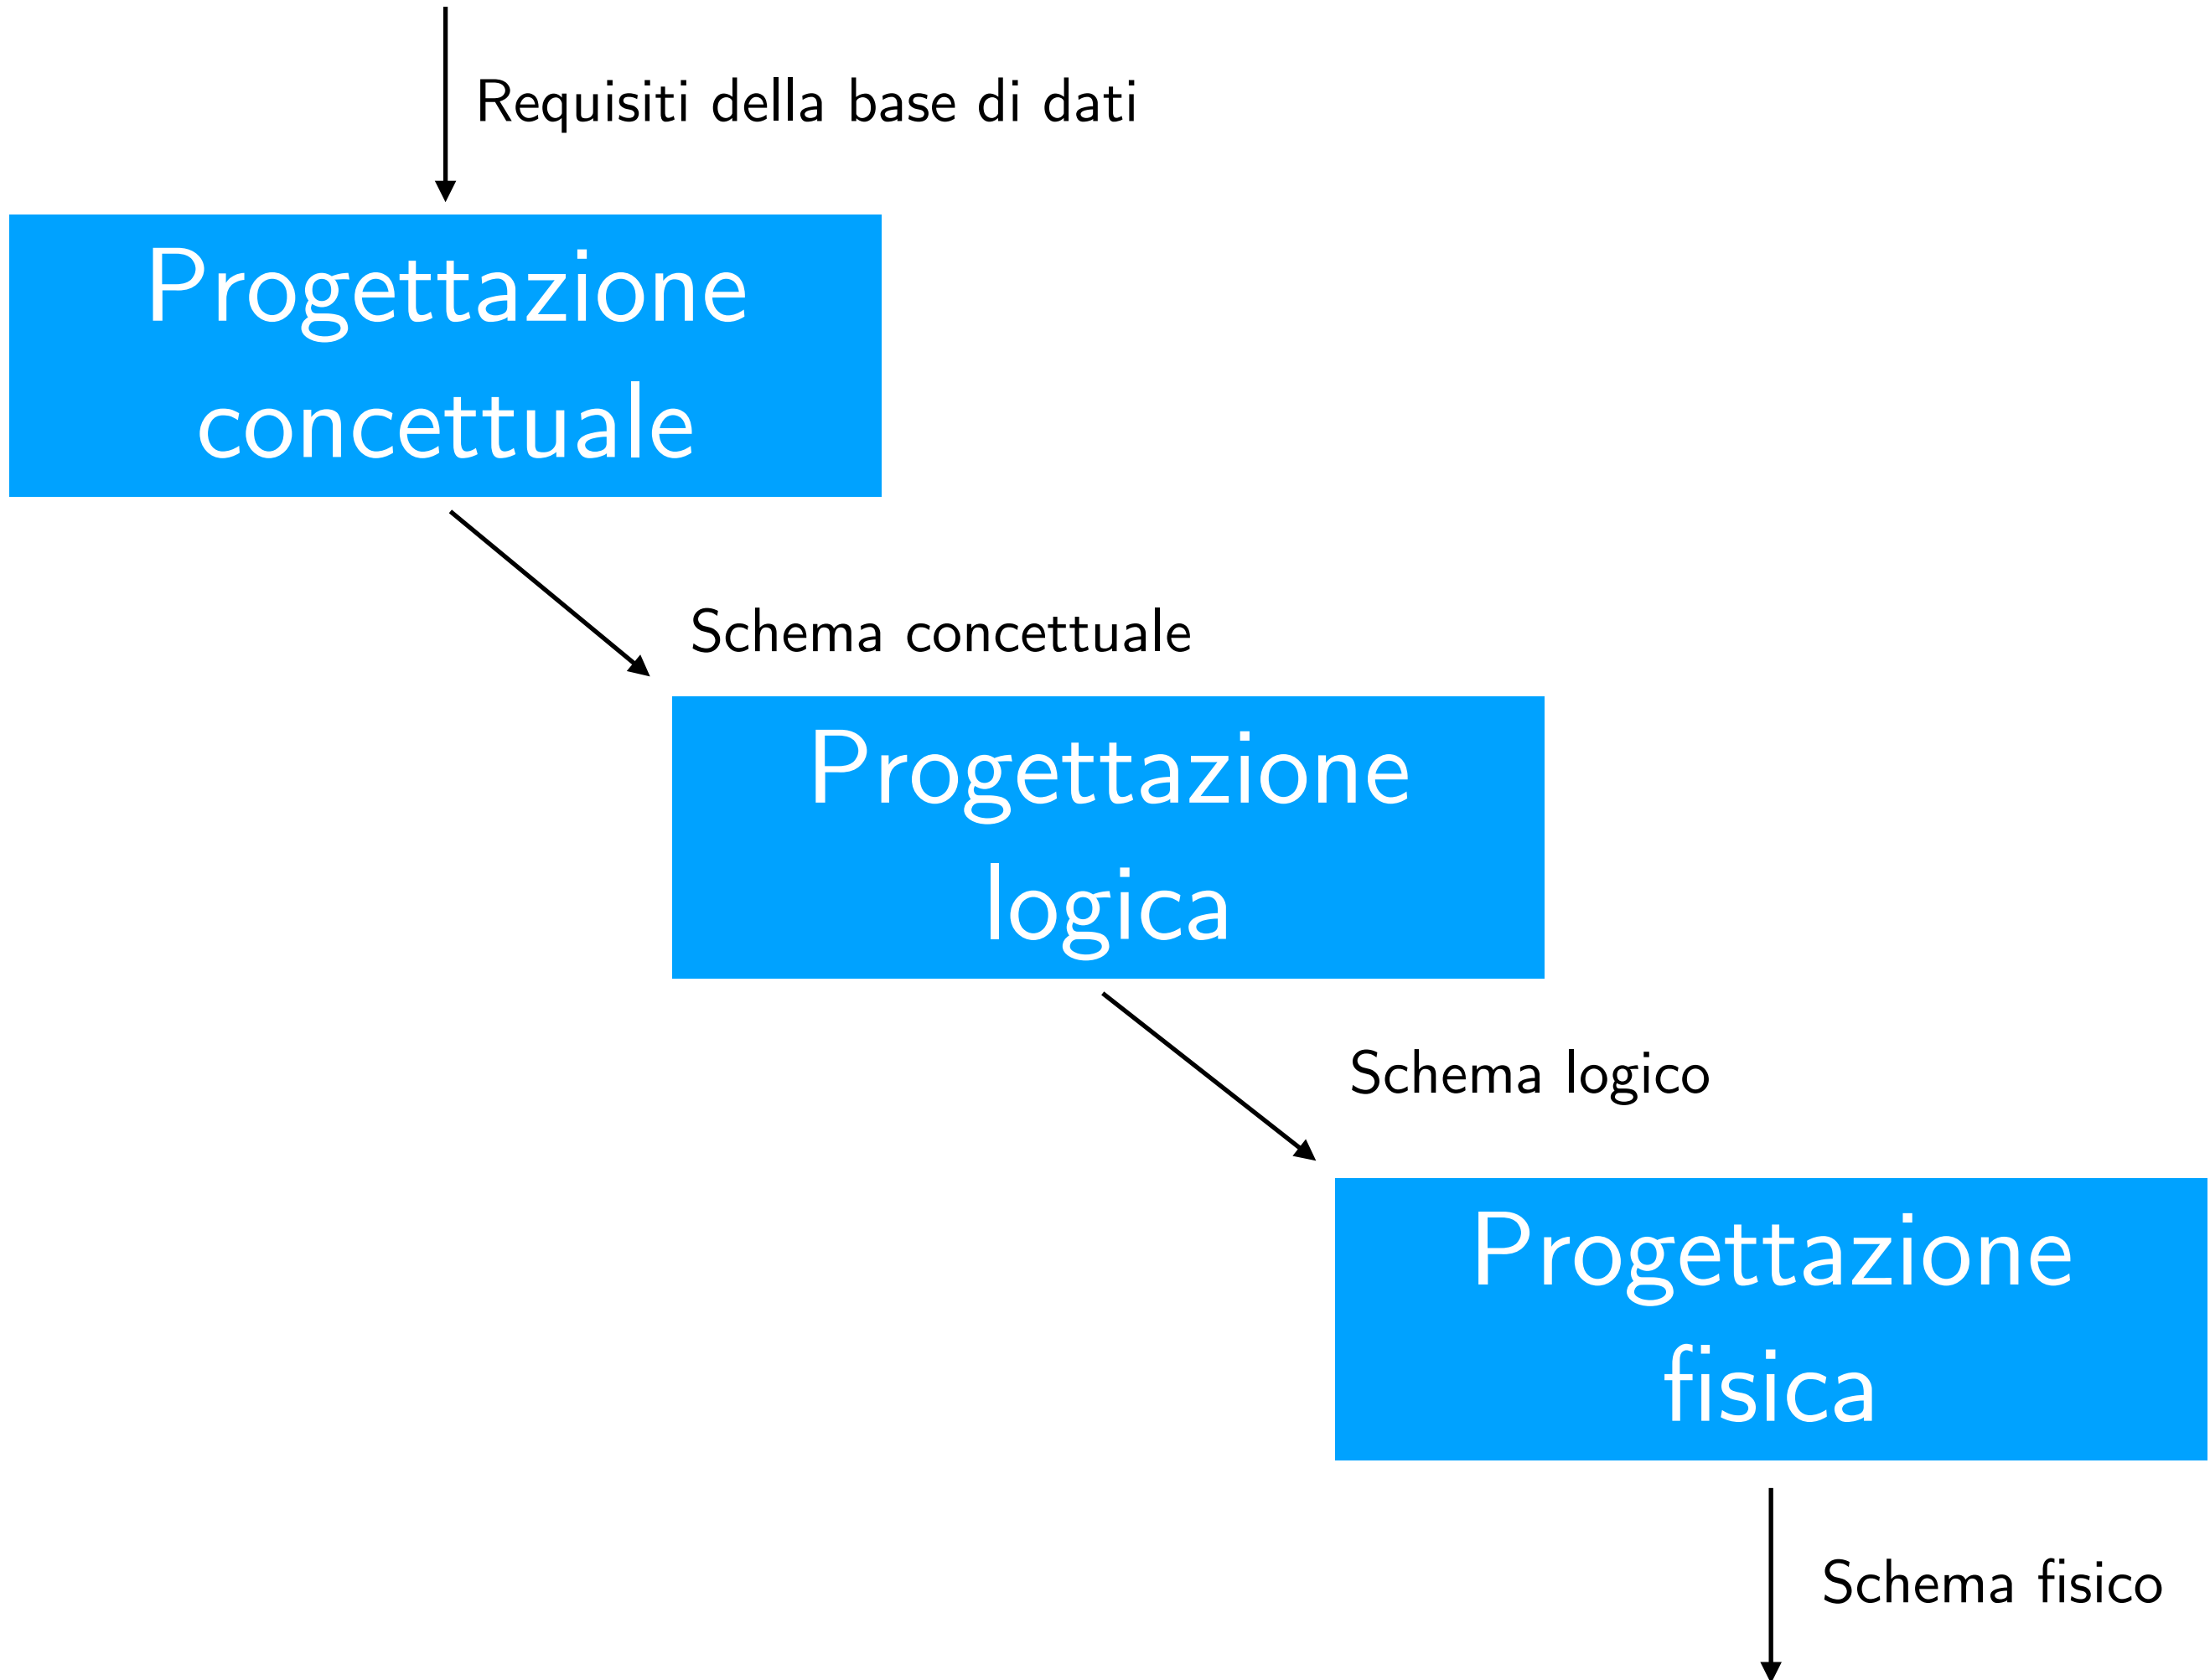 Requisiti della base di dati
Progettazione
concettuale
Schema concettuale
Progettazione
logica
Schema logico
Progettazione
fisica
Schema fisico